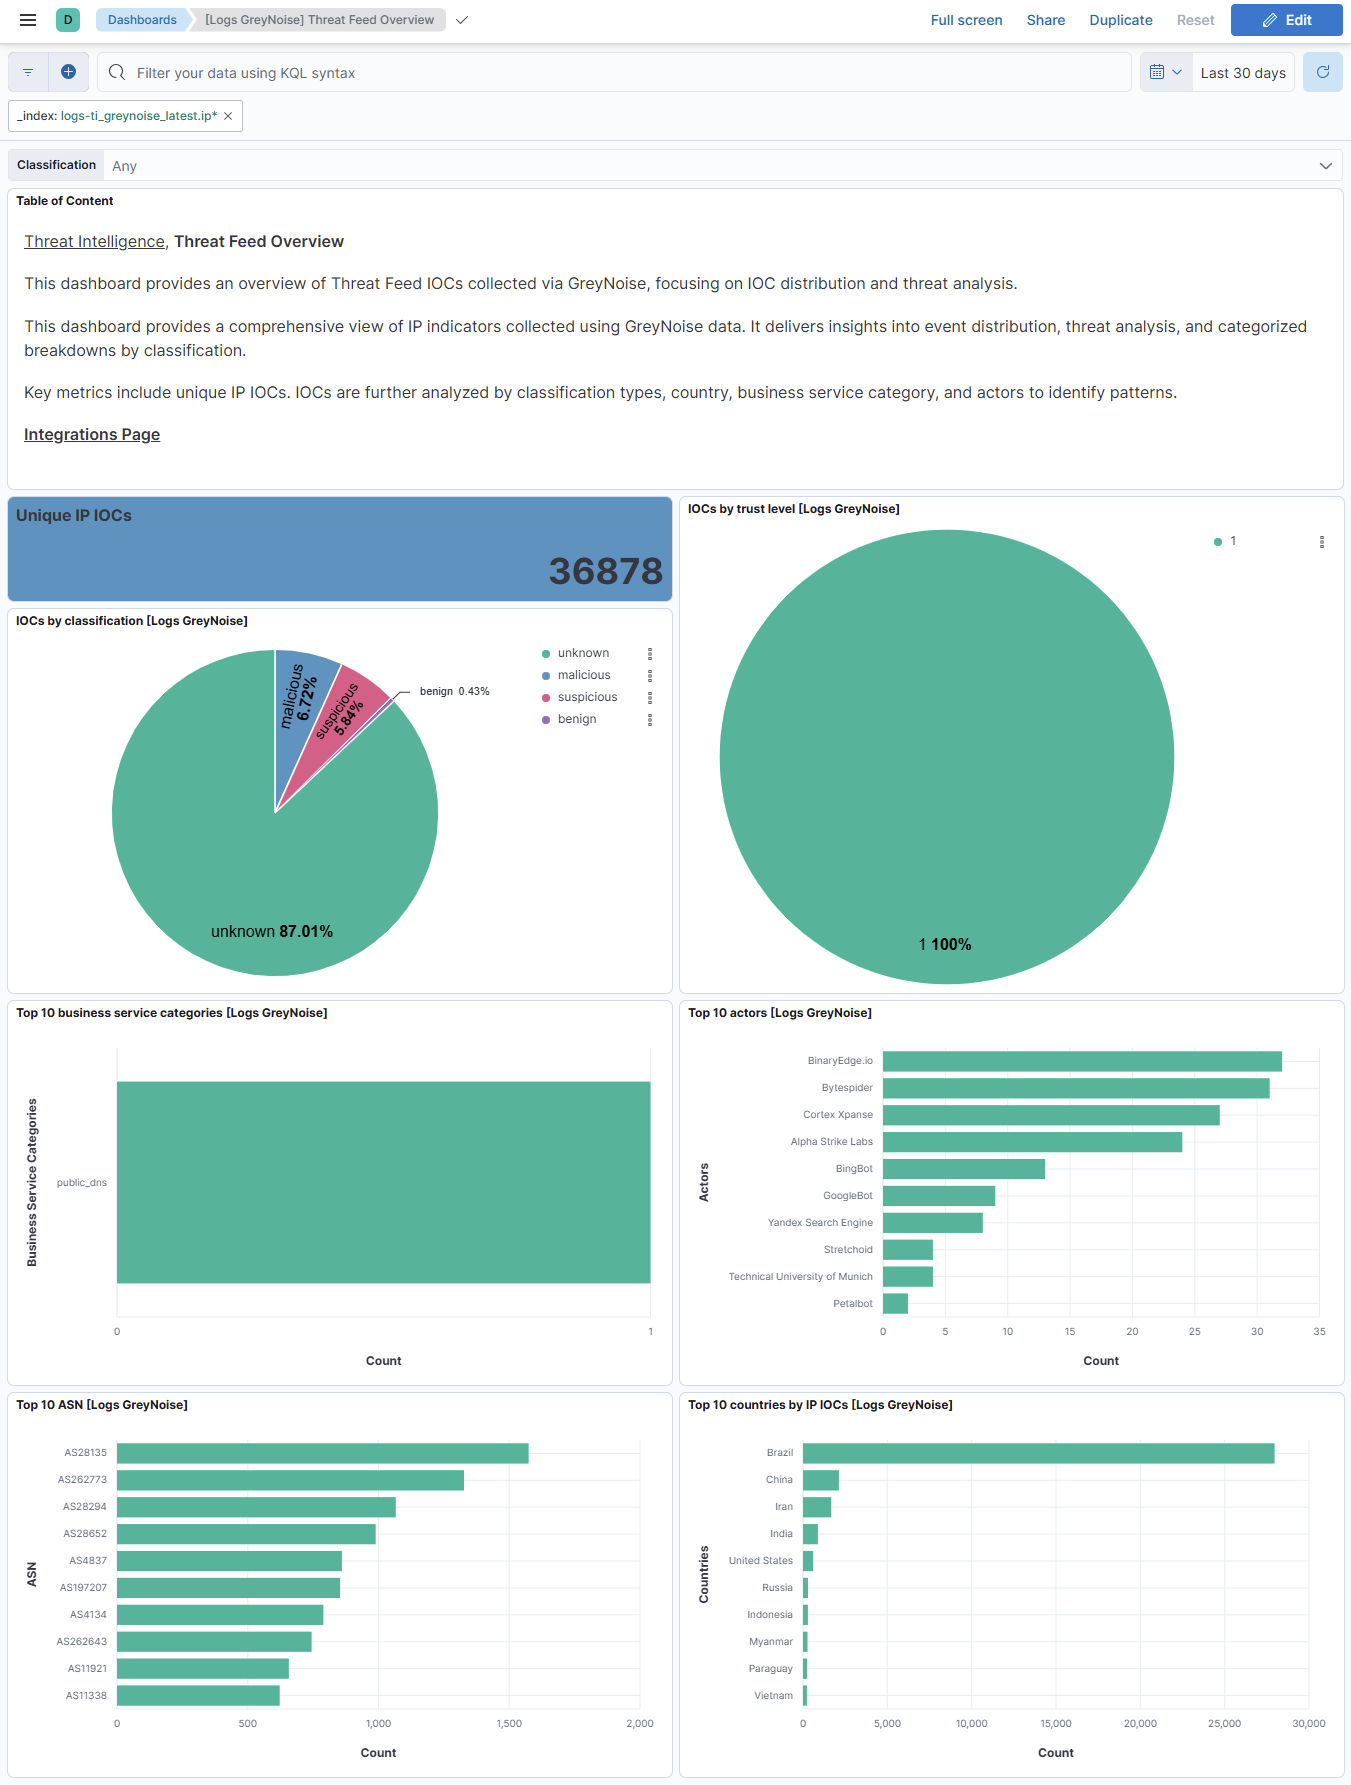 D Dashboards [Logs GreyNoise] Threat Feed Overview Full screen Share Duplicate Reset Edit
Filter your data using KQL syntax Last 30 days
_index: logs-ti_greynoise_latest.ip* ×
Classification Any
Table of Content
Threat Intelligence, Threat Feed Overview
This dashboard provides an overview of Threat Feed IOCs collected via GreyNoise, focusing on IOC distribution and threat analysis.
This dashboard provides a comprehensive view of IP indicators collected using GreyNoise data. It delivers insights into event distribution, threat analysis, and categorized
breakdowns by classification.
Key metrics include unique IP IOCs. IOCs are further analyzed by classification types, country, business service category, and actors to identify patterns.
Integrations Page
Unique IP IOCs
36878
IOCs by trust level [Logs GreyNoise]
1
1 100%
IOCs by classification [Logs GreyNoise]
unknown
malicious
suspicious
benign
malicious
6.72%
suspicious
5.84%
benign 0.43%
unknown 87.01%
Top 10 business service categories [Logs GreyNoise]
Business Service Categories
public_dns
0 1
Count
Top 10 actors [Logs GreyNoise]
Actors
BinaryEdge.io
Bytespider
Cortex Xpanse
Alpha Strike Labs
BingBot
GoogleBot
Yandex Search Engine
Stretchoid
Technical University of Munich
Petalbot
0 5 10 15 20 25 30 35
Count
Top 10 ASN [Logs GreyNoise]
ASN
AS28135
AS262773
AS28294
AS28652
AS4837
AS197207
AS4134
AS262643
AS11921
AS11338
0 500 1,000 1,500 2,000
Count
Top 10 countries by IP IOCs [Logs GreyNoise]
Countries
Brazil
China
Iran
India
United States
Russia
Indonesia
Myanmar
Paraguay
Vietnam
0 5,000 10,000 15,000 20,000 25,000 30,000
Count